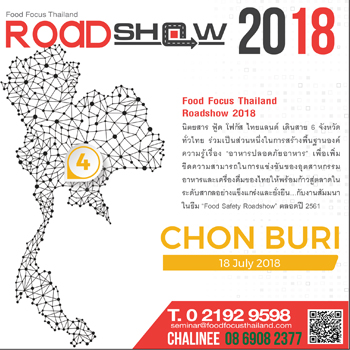 Food Focus Thailand
ROAD SHOW 2018
Food Focus Thailand
Roadshow 2018
นิตยสาร ฟู้ด โฟกัส ไทยแลนด์ เดินสาย 6 จังหวัด
ทั่วไทย ร่วมเป็นส่วนหนึ่งในการสร้างพื้นฐานองค์
ความรู้เรื่อง "อาหารปลอดภัยอาหาร" เพื่อเพิ่ม
ขีดความสามารถในการแข่งขันของอุตสาหกรรม
อาหารและเครื่องดื่มของไทยให้พร้อมก้าวสู่ตลาดใน
ระดับสากลอย่างแข็งแกร่งและยั่งยืน...กับงานสัมมนา
ในธีม "Food Safety Roadshow" ตลอดปี 2561
4
CHON BURI
18 July 2018
T. 0 2192 9598
seminar@foodfocusthailand.com
CHALINEE 08 6908 2377